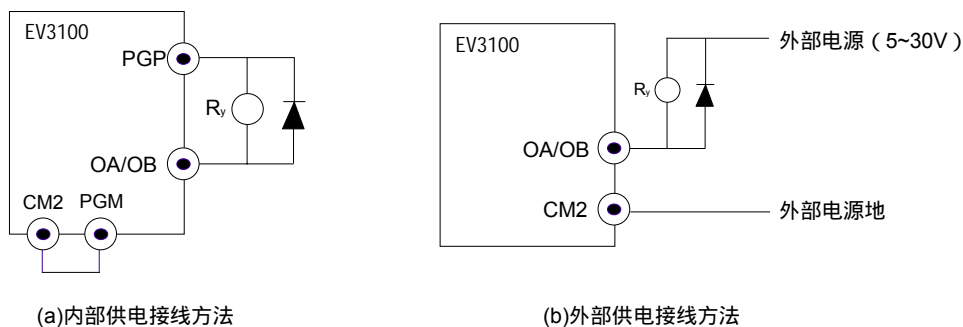 EV3100
PGP
Ry
OA/OB
CM2 PGM
(a)内部供电接线方法
EV3100
外部电源（5~30V）
Ry
OA/OB
CM2
外部电源地
(b)外部供电接线方法